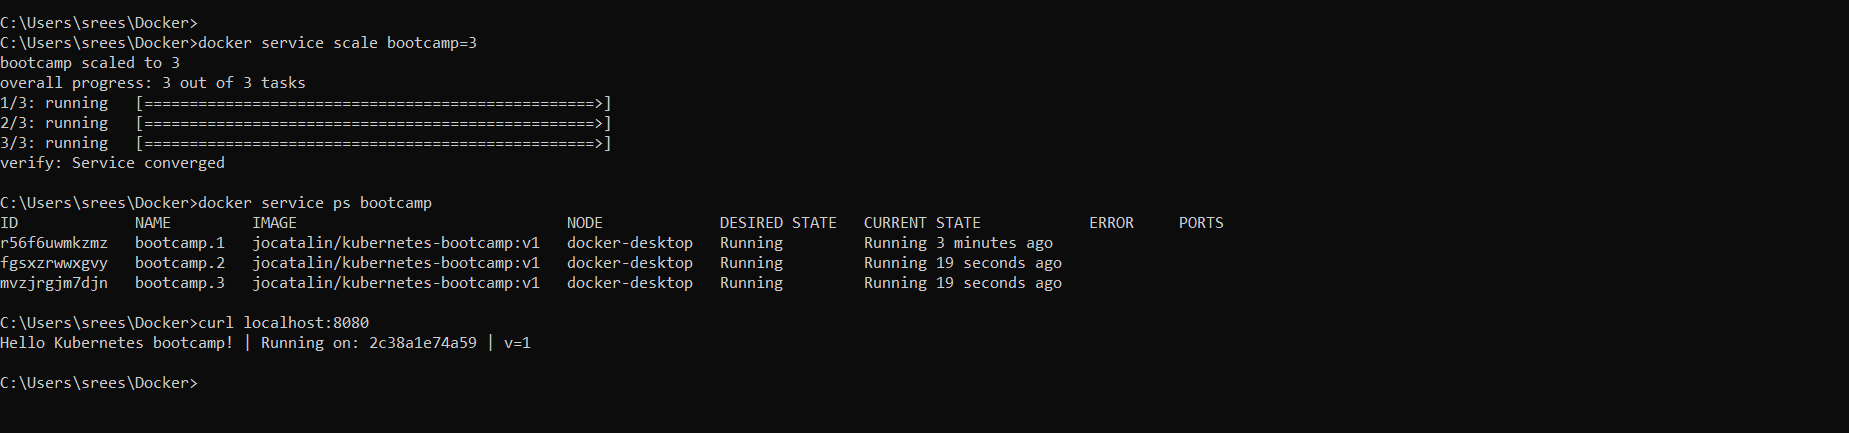 C:\Users\srees\Docker>
C:\Users\srees\Docker>docker service scale bootcamp=3
bootcamp scaled to 3
overall progress: 3 out of 3 tasks
1/3: running   [==================================================>]
2/3: running   [==================================================>]
3/3: running   [==================================================>]
verify: Service converged
C:\Users\srees\Docker>docker service ps bootcamp
ID             NAME         IMAGE                              NODE             DESIRED STATE   CURRENT STATE            ERROR     PORTS
r56f6uwmkzmz   bootcamp.1   jocatalin/kubernetes-bootcamp:v1   docker-desktop   Running         Running 3 minutes ago
fgsxzrwwxgvy   bootcamp.2   jocatalin/kubernetes-bootcamp:v1   docker-desktop   Running         Running 19 seconds ago
mvzjrgjm7djn   bootcamp.3   jocatalin/kubernetes-bootcamp:v1   docker-desktop   Running         Running 19 seconds ago
C:\Users\srees\Docker>curl localhost:8080
Hello Kubernetes bootcamp! | Running on: 2c38a1e74a59 | v=1
C:\Users\srees\Docker>